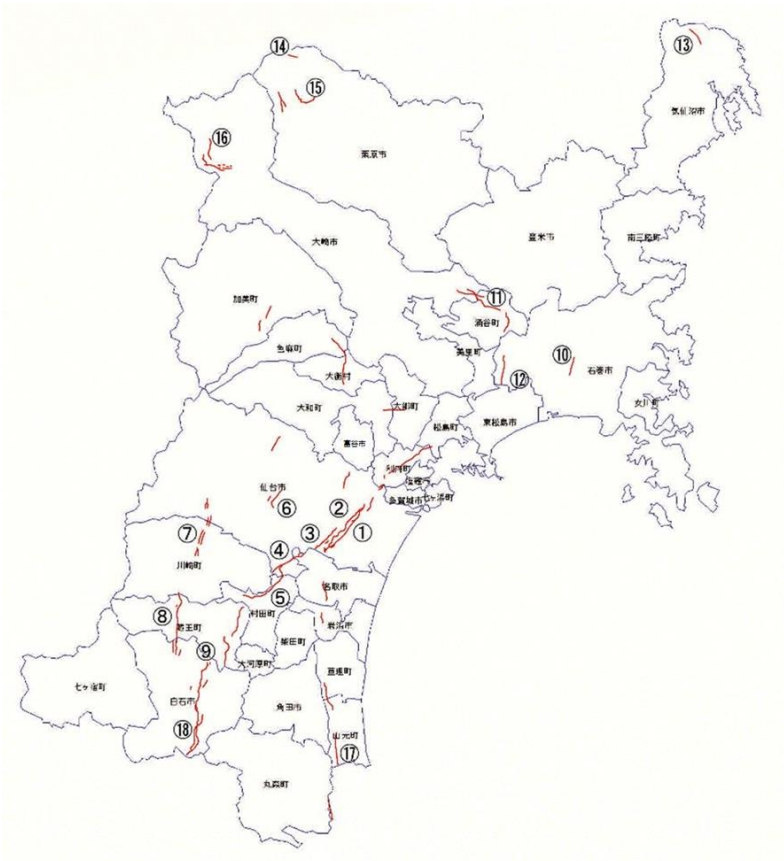 ⑭
⑬
⑮
気仙沼市
⑯
栗原市
登米市
南三陸町
大崎市
加美町
⑪
涌谷町
色麻町
美里町
⑩
石巻市
大衡村
⑫
女川町
大和町
大郷町
松島町
東松島市
富谷市
利府町
塩竈市
仙台市
多賀城市
七ヶ浜町
⑥
②
⑦
③
①
④
川崎町
⑤
名取市
⑧
蔵王町
村田町
岩沼市
柴田町
⑨
大河原町
亘理町
七ヶ宿町
白石市
角田市
⑱
山元町
⑰
丸森町